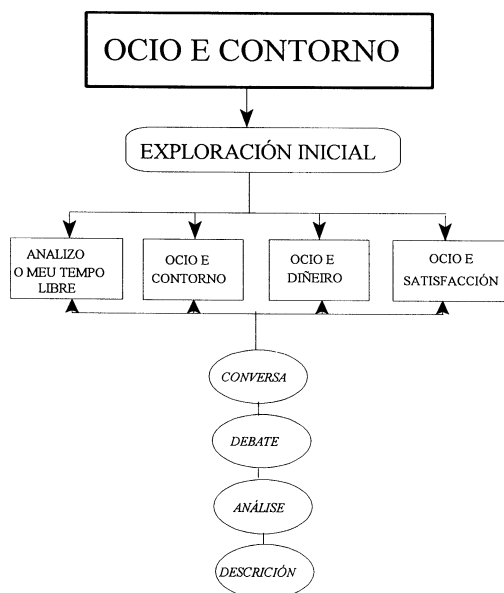 OCIO E CONTORNO
EXPLORACIÓN INICIAL
ANALIZO
O MEU TEMPO
LIBRE
OCIO E
CONTORNO
OCIO E
DIÑEIRO
OCIO E
SATISFACCIÓN
CONVERSA
DEBATE
ANÁLISE
DESCRICIÓN